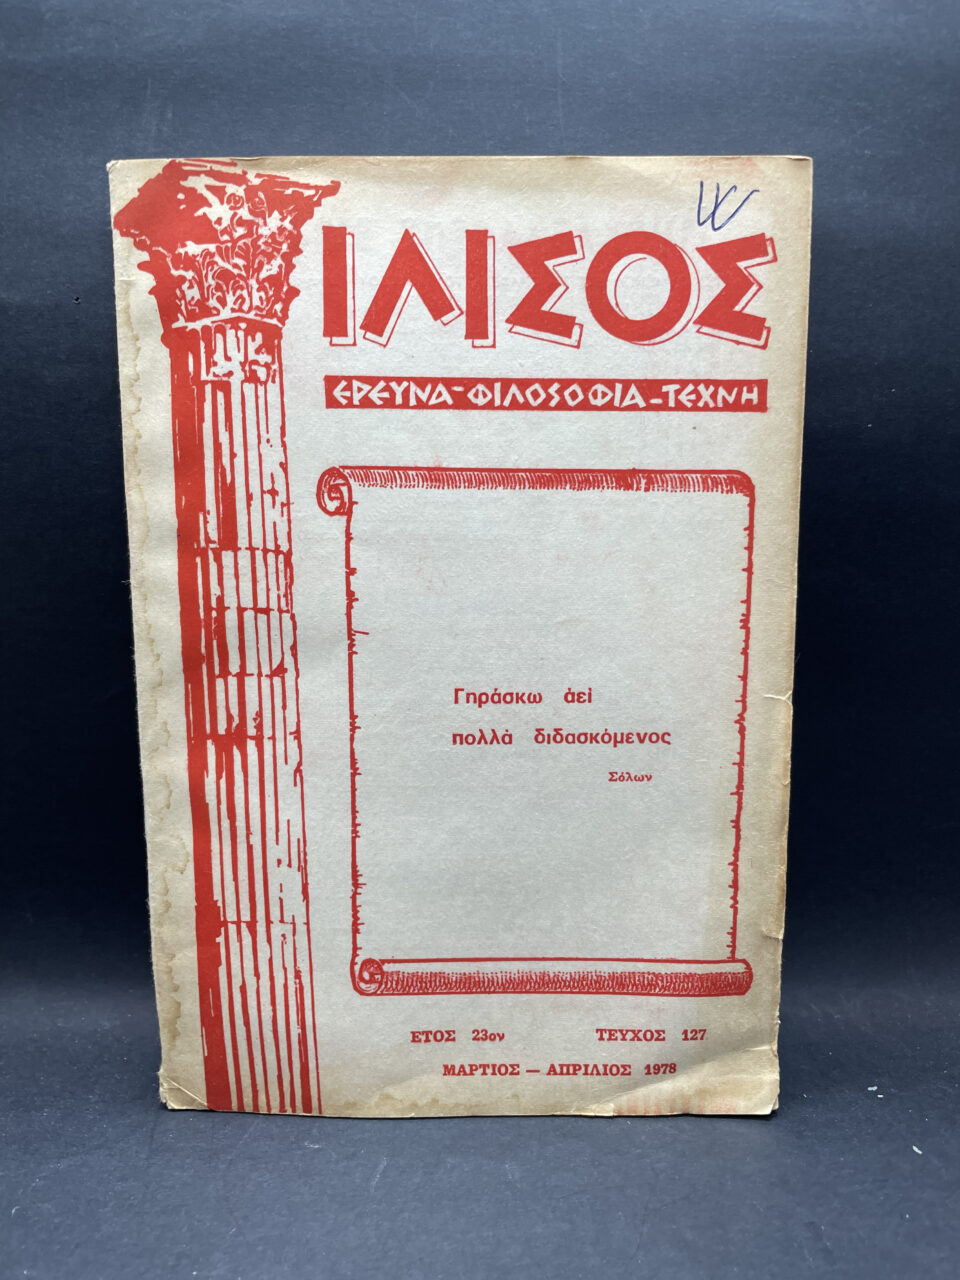 ΙΛΙΣΟΣ
ΕΡΕΥΝΑ-ΦΙΛΟΣΟΦΙΑ-ΤΕΧΝΗ
Γηράσκω ἀεὶ
πολλὰ διδασκόμενος
Σόλων
ΕΤΟΣ 23ον ΤΕΥΧΟΣ 127
ΜΑΡΤΙΟΣ — ΑΠΡΙΛΙΟΣ 1978